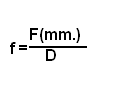 f = F(mm.)
D